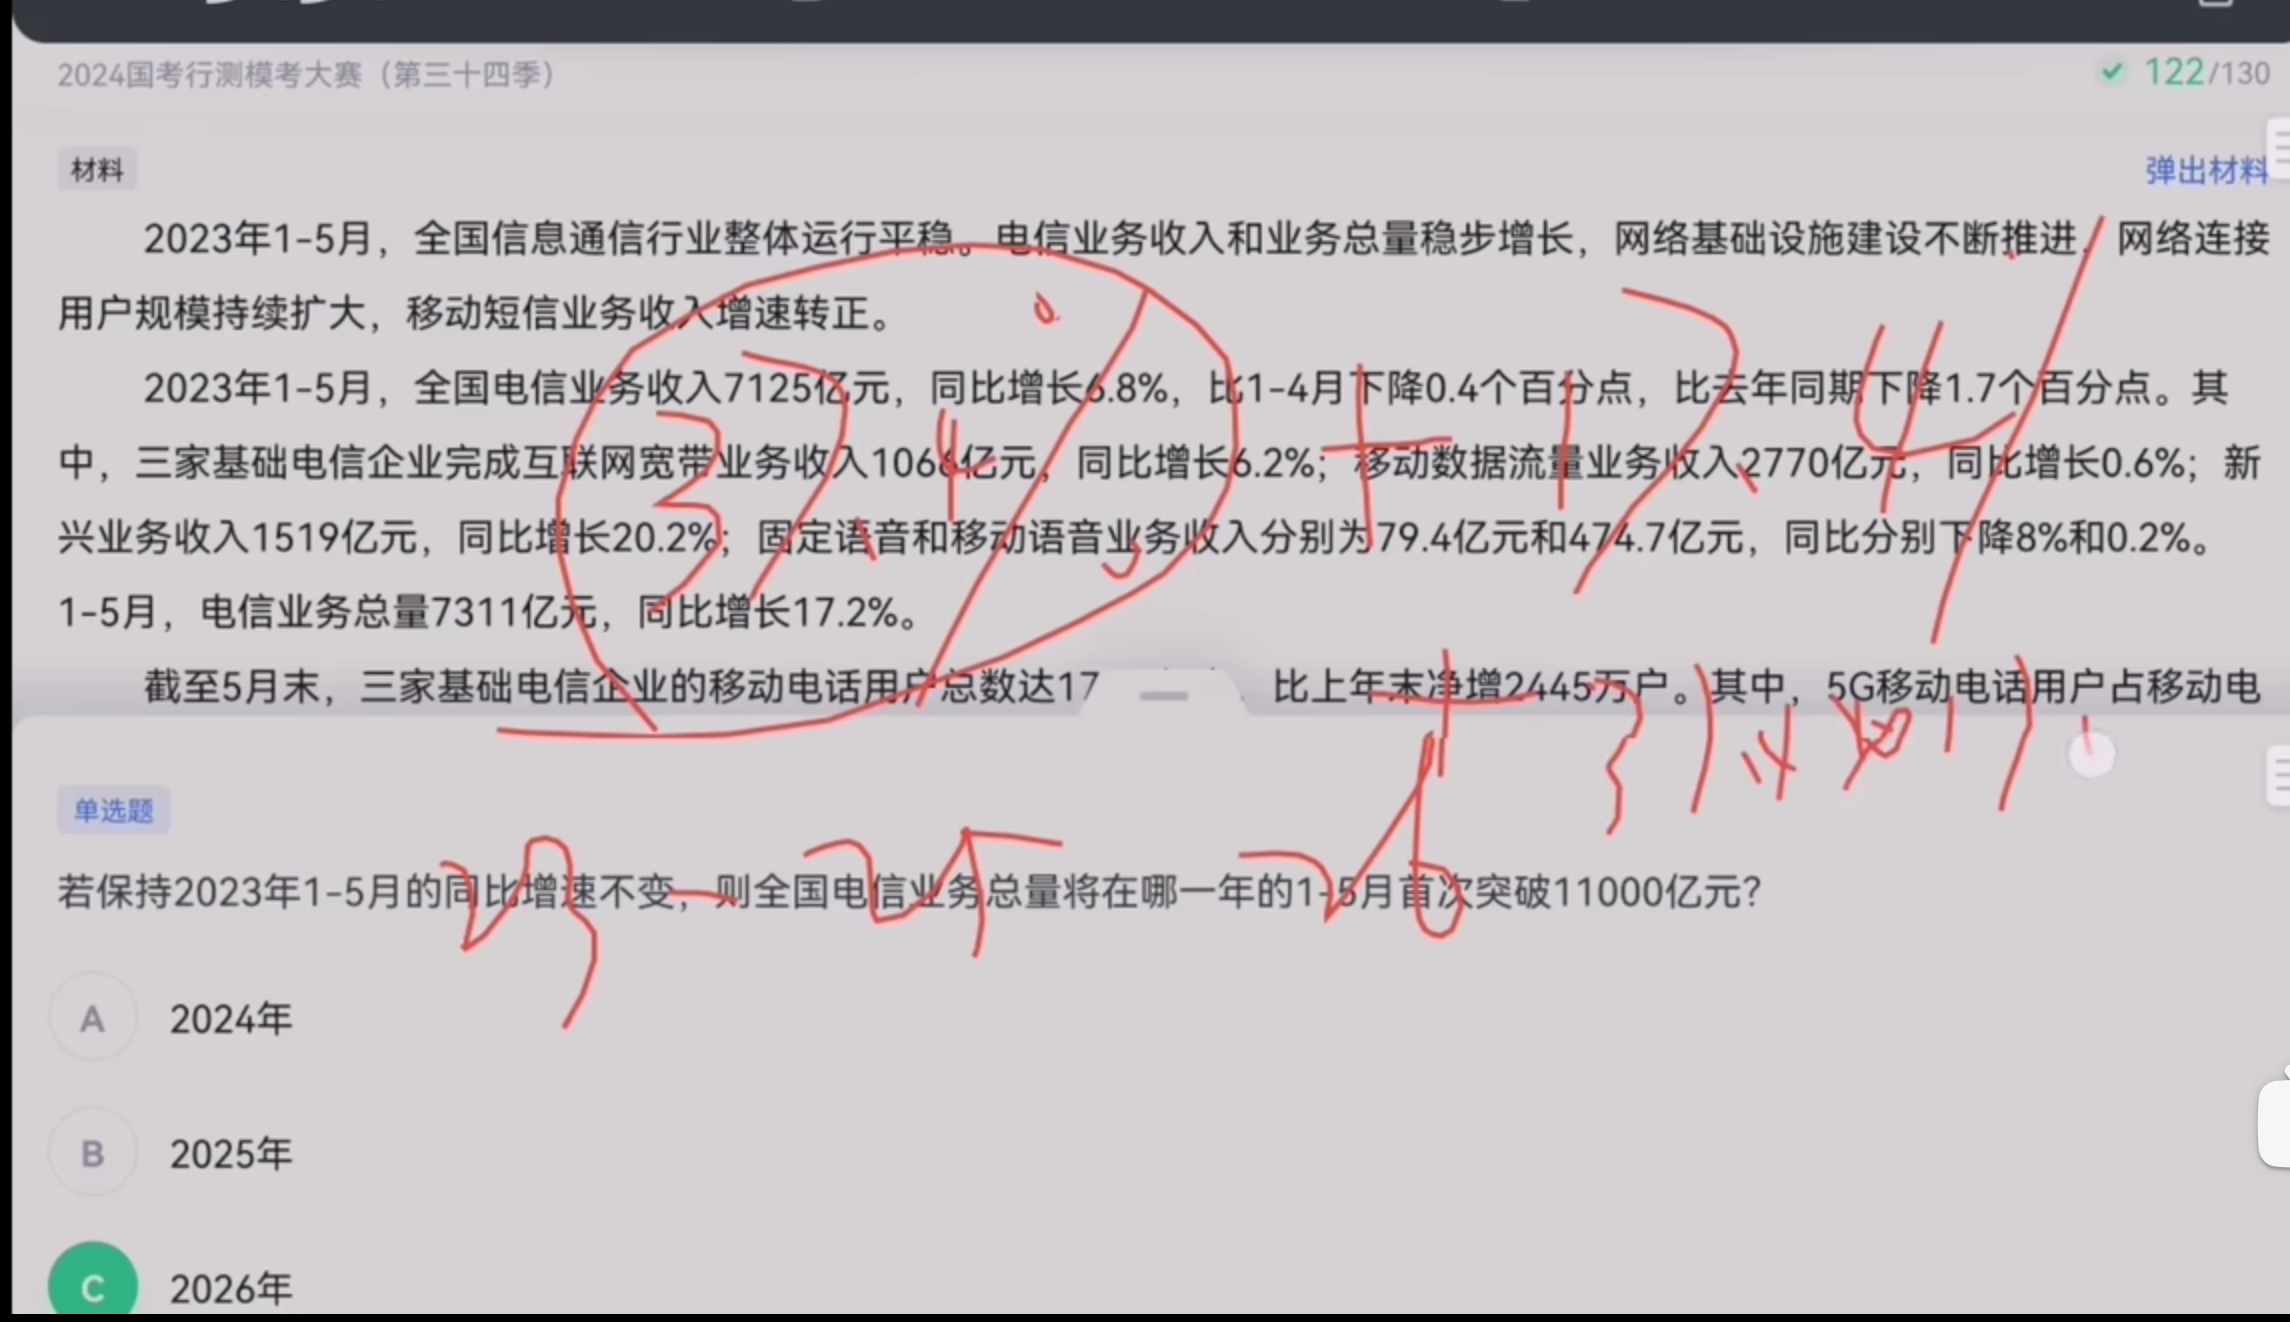 2024国考行测模考大赛（第三十四季）
122/130
材料
弹出材料
2023年1-5月，全国信息通信行业整体运行平稳。电信业务收入和业务总量稳步增长，网络基础设施建设不断推进，网络连接
用户规模持续扩大，移动短信业务收入增速转正。
2023年1-5月，全国电信业务收入7125亿元，同比增长6.8%，比1-4月下降0.4个百分点，比去年同期下降1.7个百分点。其
中，三家基础电信企业完成互联网宽带业务收入1066亿元，同比增长6.2%；移动数据流量业务收入2770亿元，同比增长0.6%；新
兴业务收入1519亿元，同比增长20.2%；固定语音和移动语音业务收入分别为79.4亿元和474.7亿元，同比分别下降8%和0.2%。
1-5月，电信业务总量7311亿元，同比增长17.2%。
截至5月末，三家基础电信企业的移动电话用户总数达17 比上年末净增2445万户。其中，5G移动电话用户占移动电
37.4% + 17.4%
单选题
23 - 25 26
若保持2023年1-5月的同比增速不变，则全国电信业务总量将在哪一年的1-5月首次突破11000亿元？
A 2024年
B 2025年
C 2026年